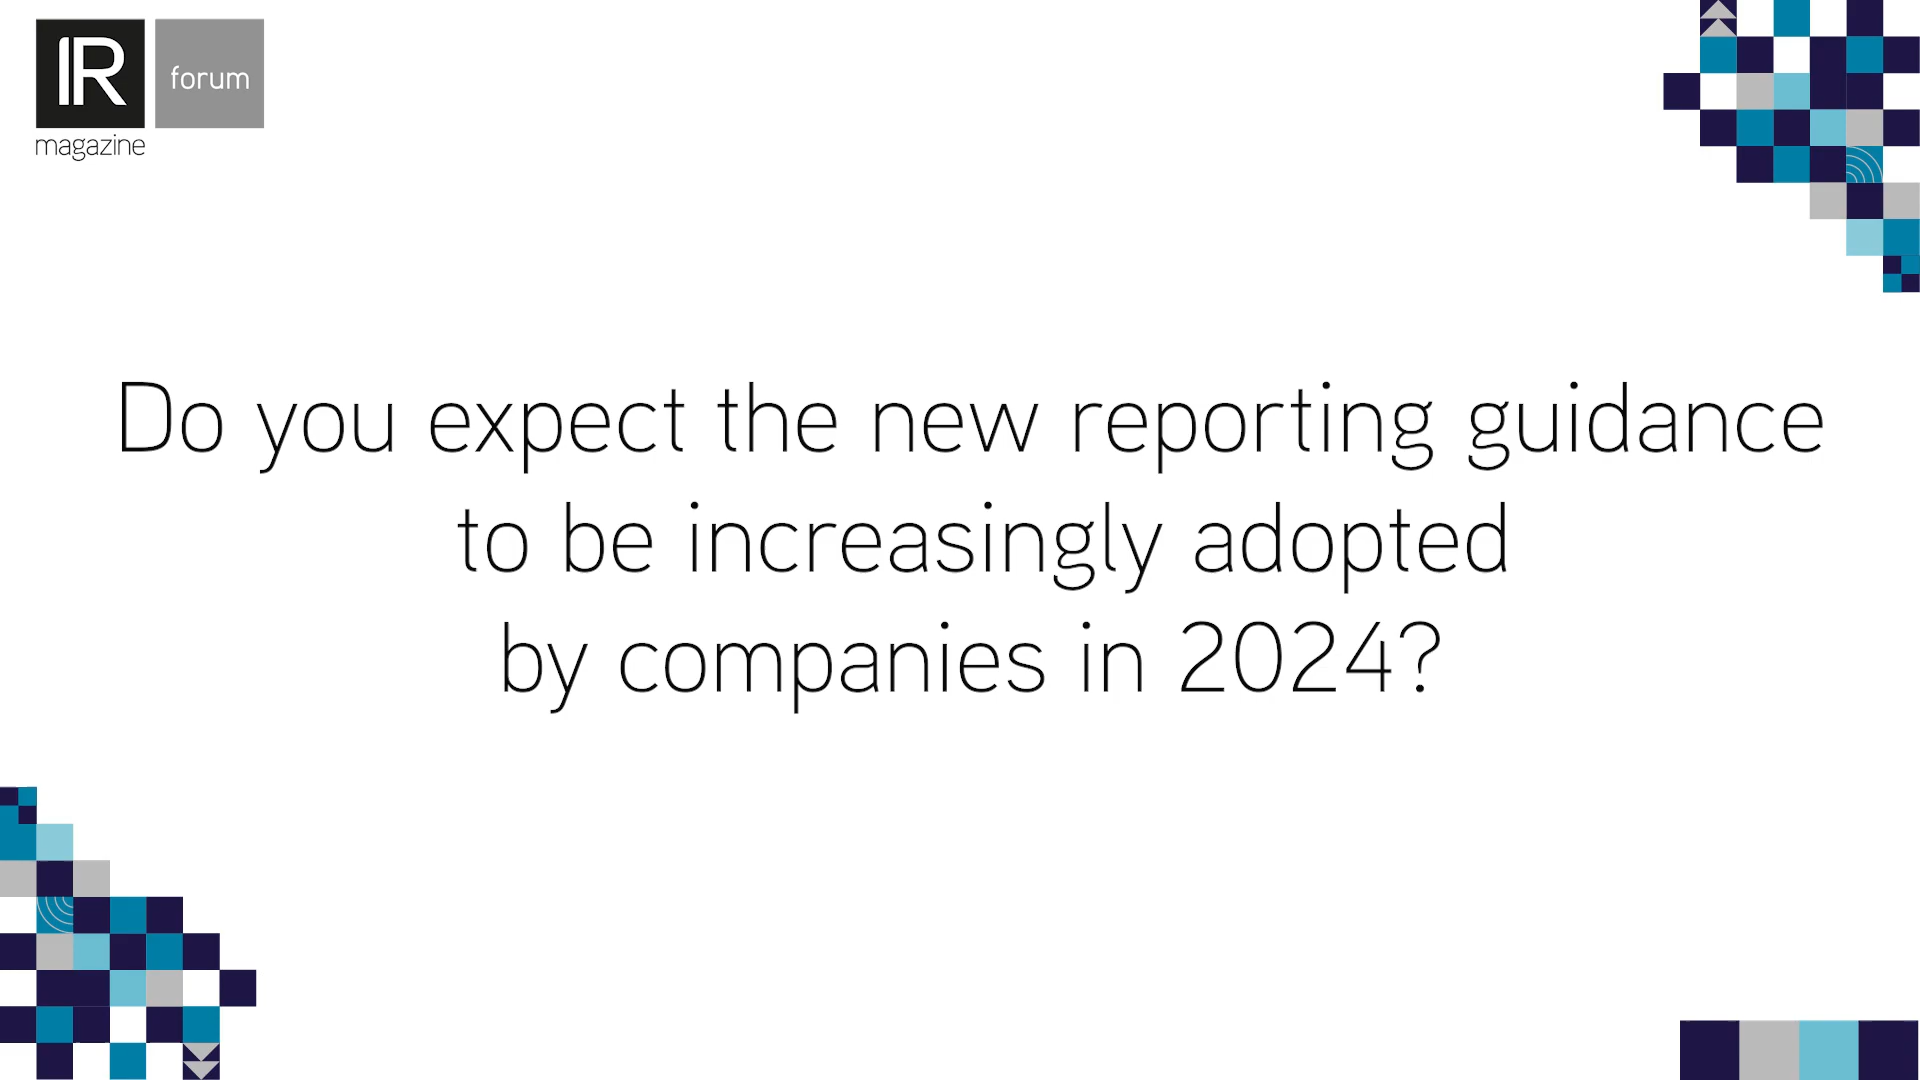 IR
forum
magazine
Do you expect the new reporting guidance
to be increasingly adopted
by companies in 2024?